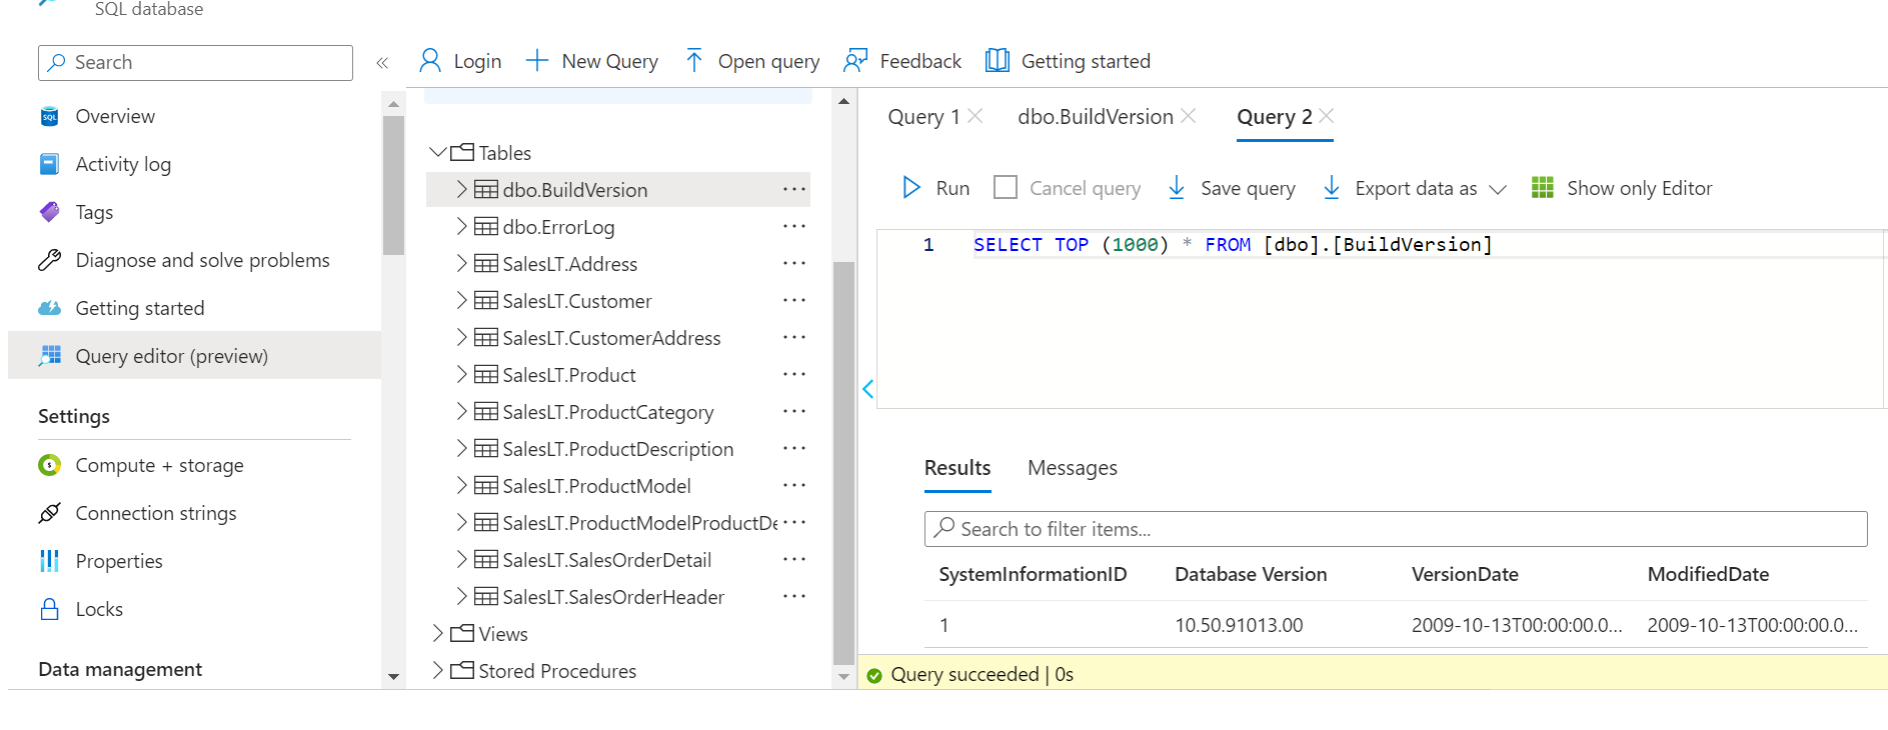 SQL database
Search
«
Overview
Activity log
Tags
Diagnose and solve problems
Getting started
Query editor (preview)
Settings
Compute + storage
Connection strings
Properties
Locks
Data management
Login
New Query
Open query
Feedback
Getting started
Tables
dbo.BuildVersion
dbo.ErrorLog
SalesLT.Address
SalesLT.Customer
SalesLT.CustomerAddress
SalesLT.Product
SalesLT.ProductCategory
SalesLT.ProductDescription
SalesLT.ProductModel
SalesLT.ProductModelProductDe
SalesLT.SalesOrderDetail
SalesLT.SalesOrderHeader
Views
Stored Procedures
Query 1 dbo.BuildVersion Query 2
Run Cancel query Save query Export data as Show only Editor
1 SELECT TOP (1000) * FROM [dbo].[BuildVersion]
Results Messages
Search to filter items...
SystemInformationID Database Version VersionDate ModifiedDate
1 10.50.91013.00 2009-10-13T00:00:00.0... 2009-10-13T00:00:00.0...
Query succeeded | 0s